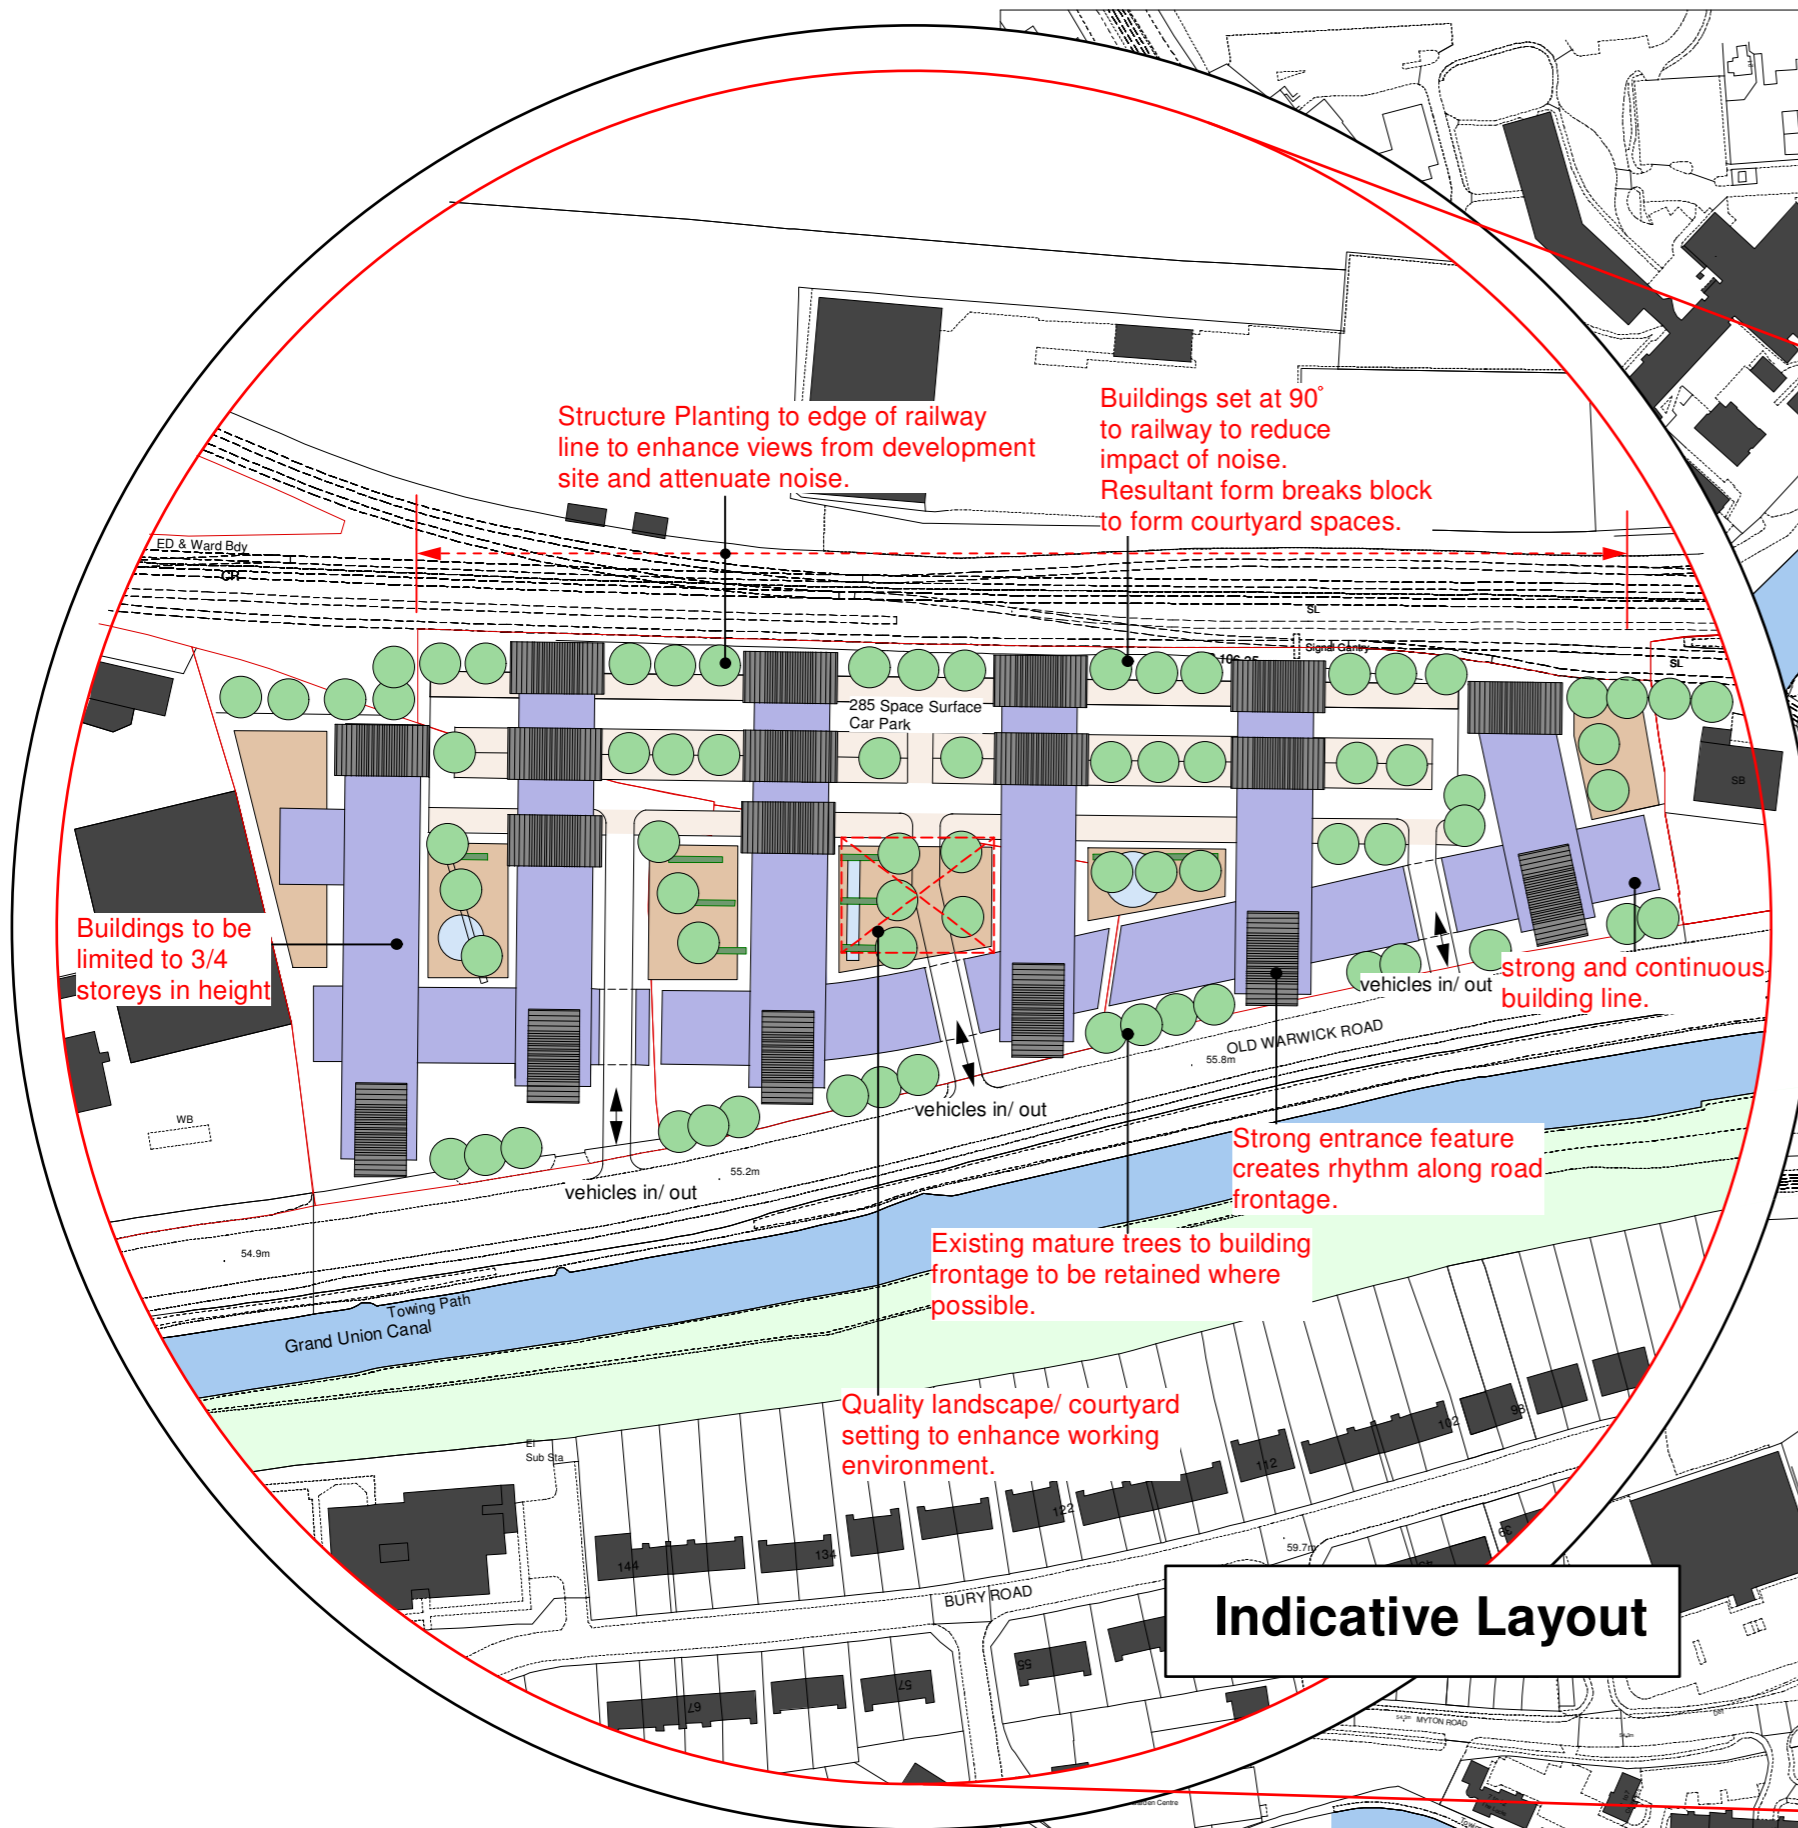 Structure Planting to edge of railway
line to enhance views from development
site and attenuate noise.
Buildings set at 90°
to railway to reduce
impact of noise.
Resultant form breaks block
to form courtyard spaces.
ED & Ward Bdy
CR
SL
Signal Gantry
SL
285 Space Surface
Car Park
SB
Buildings to be
limited to 3/4
storeys in height
strong and continuous
building line.
vehicles in/ out
OLD WARWICK ROAD
55.8m
vehicles in/ out
WB
55.2m
vehicles in/ out
Strong entrance feature
creates rhythm along road
frontage.
54.9m
Existing mature trees to building
frontage to be retained where
possible.
Towing Path
Grand Union Canal
Quality landscape/ courtyard
setting to enhance working
environment.
El
Sub Sta
102
98
112
122
134
144
59.7m
39
BURY ROAD
Indicative Layout
55
57
67
MYTON ROAD
Garden Centre